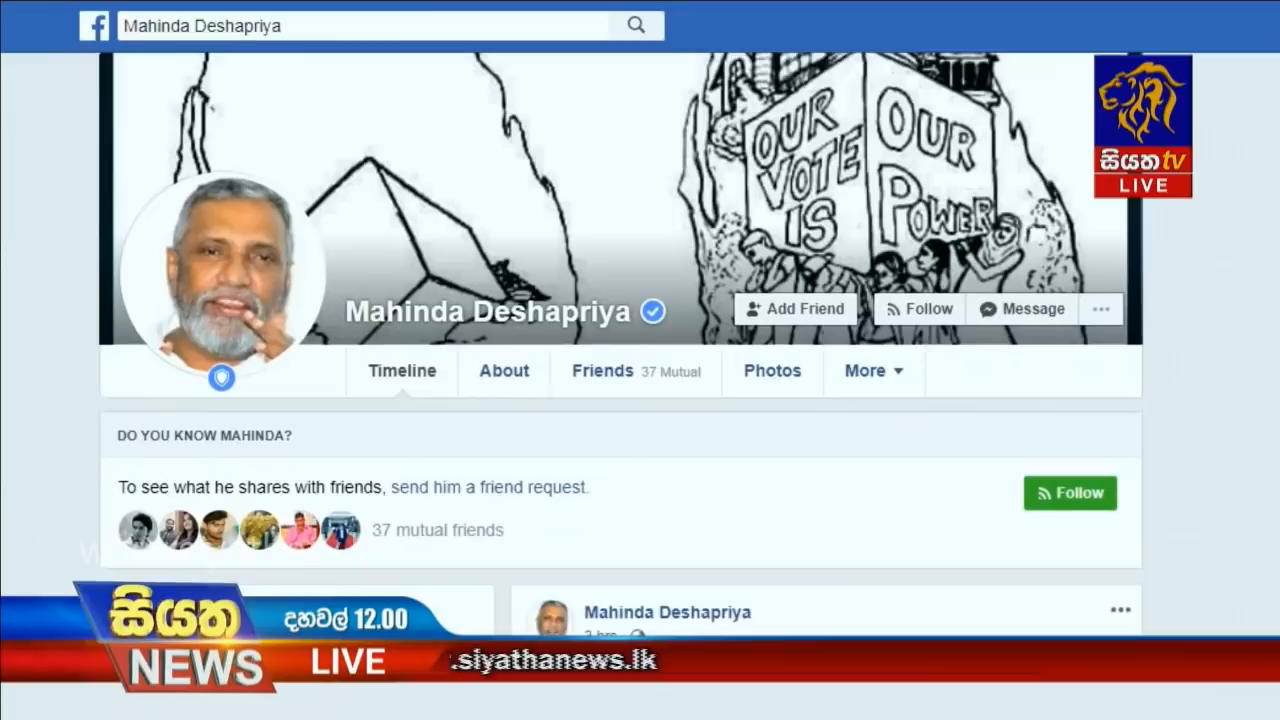 f
Mahinda Deshapriya
OUR VOTE IS
OUR POWER
සියත tv
LIVE
Mahinda Deshapriya
Add Friend
Follow
Message
Timeline
About
Friends 37 Mutual
Photos
More
DO YOU KNOW MAHINDA?
To see what he shares with friends, send him a friend request.
Follow
37 mutual friends
Mahinda Deshapriya
සියත
දහවල් 12.00
NEWS
LIVE
.siyathanews.lk